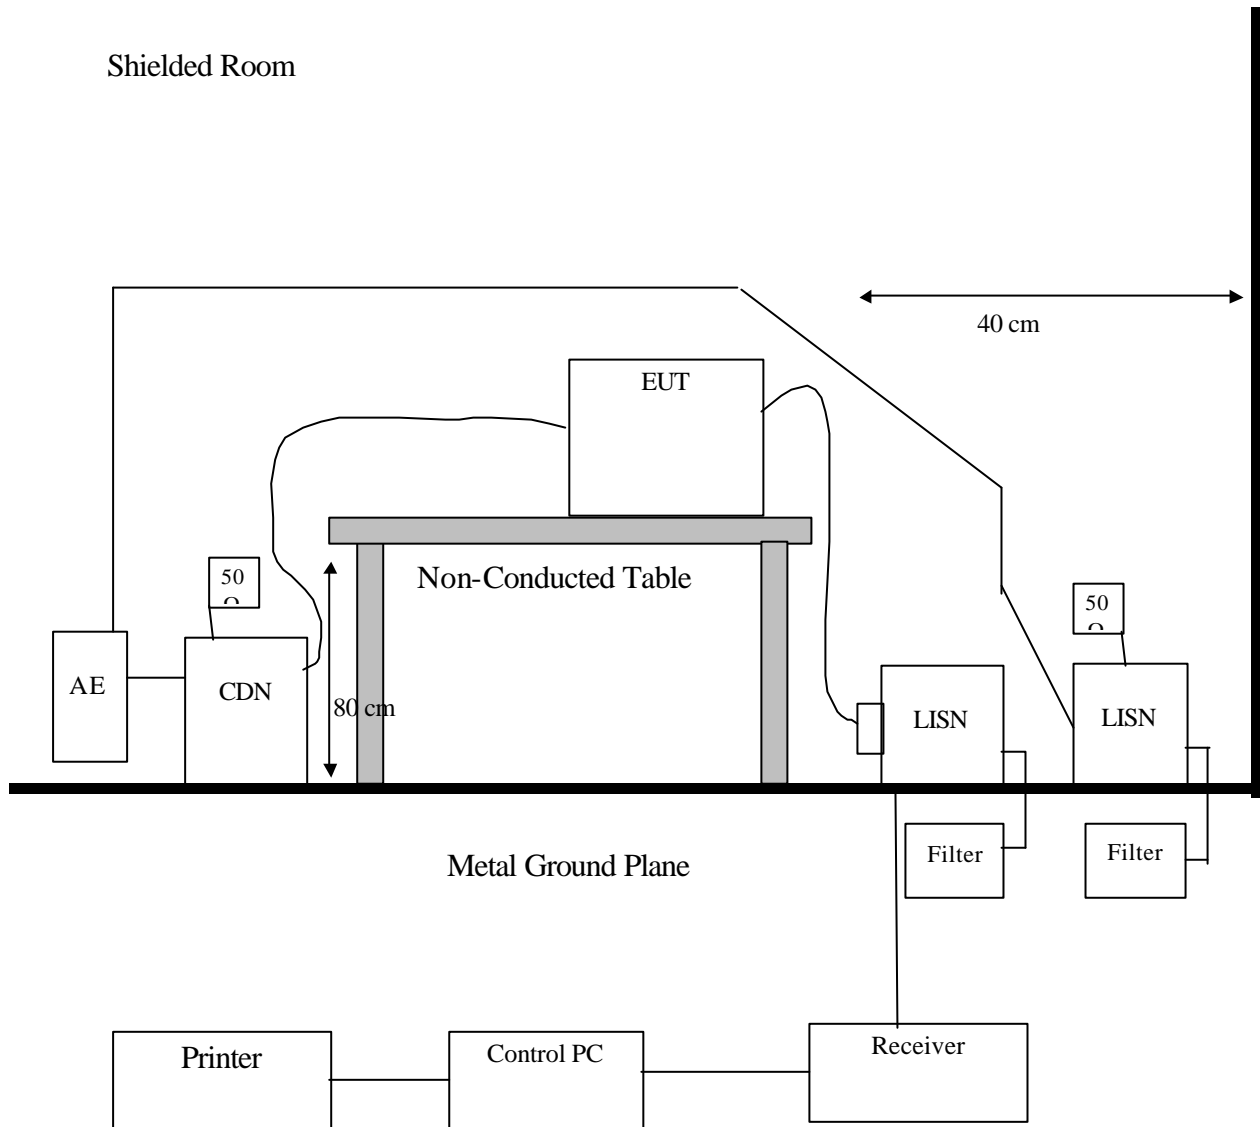 Shielded Room
40 cm
EUT
Non-Conducted Table
50
Ω
50
Ω
AE
CDN
80 cm
LISN
LISN
Filter
Filter
Metal Ground Plane
Printer
Control PC
Receiver